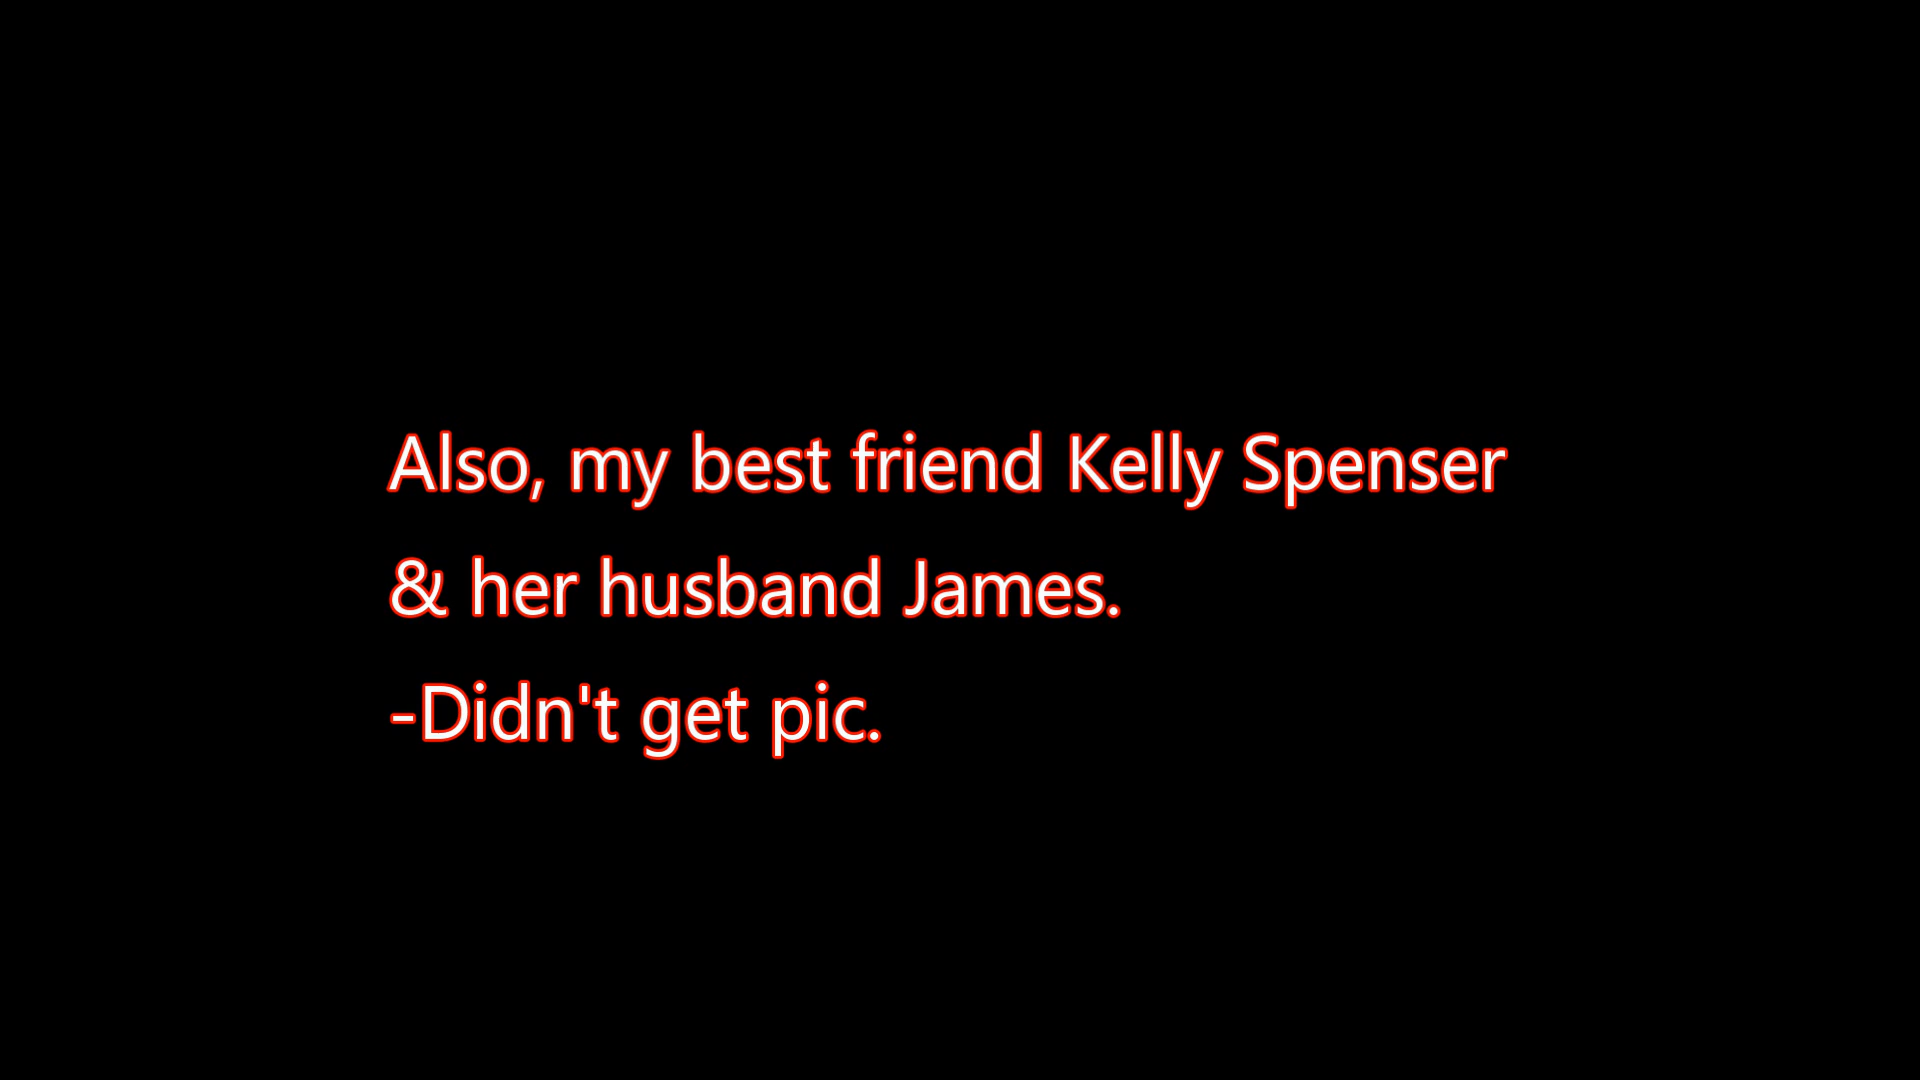 Also, my best friend Kelly Spenser
& her husband James.
-Didn't get pic.